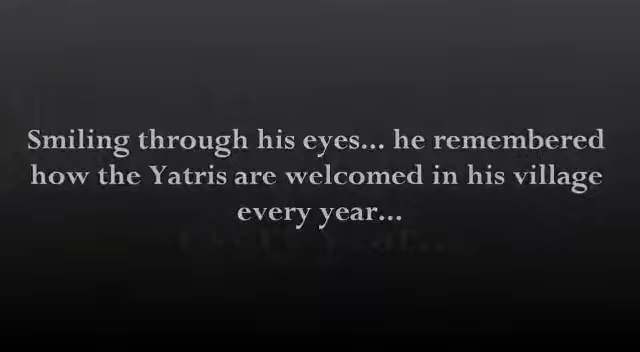 Smiling through his eyes... he remembered
how the Yatris are welcomed in his village
every year...